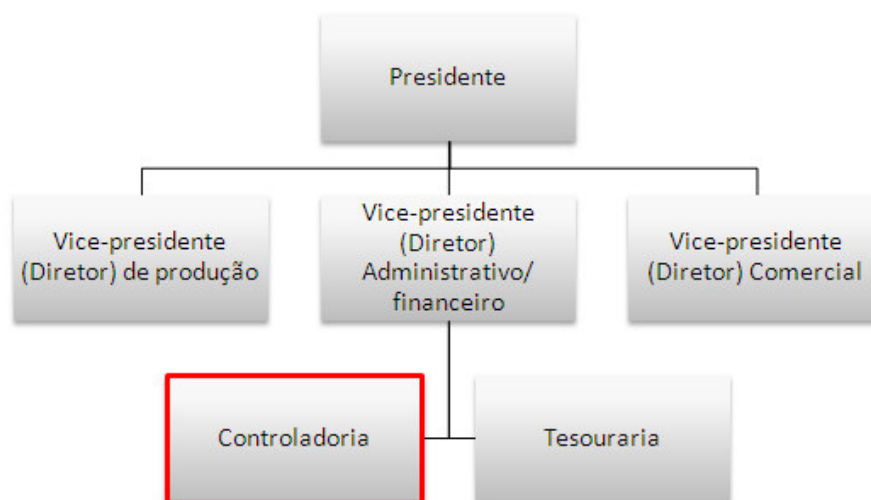 Presidente
Vice-presidente
(Diretor) de produção
Vice-presidente
(Diretor)
Administrativo/
financeiro
Vice-presidente
(Diretor) Comercial
Controladoria
Tesouraria